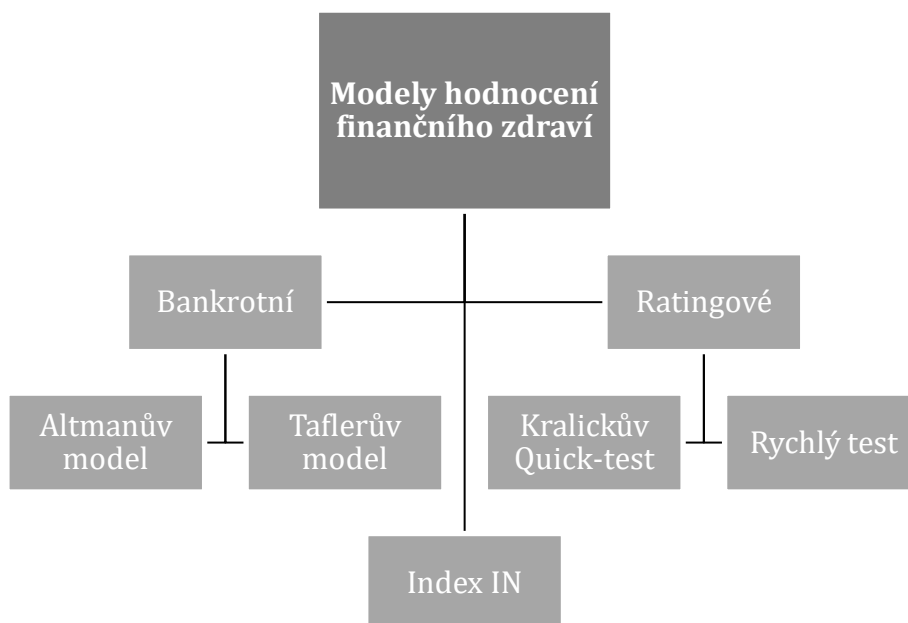 Modely hodnocení
finančního zdraví
Bankrotní
Ratingové
Altmanův
model
Taflerův
model
Kralickův
Quick-test
Rychlý test
Index IN